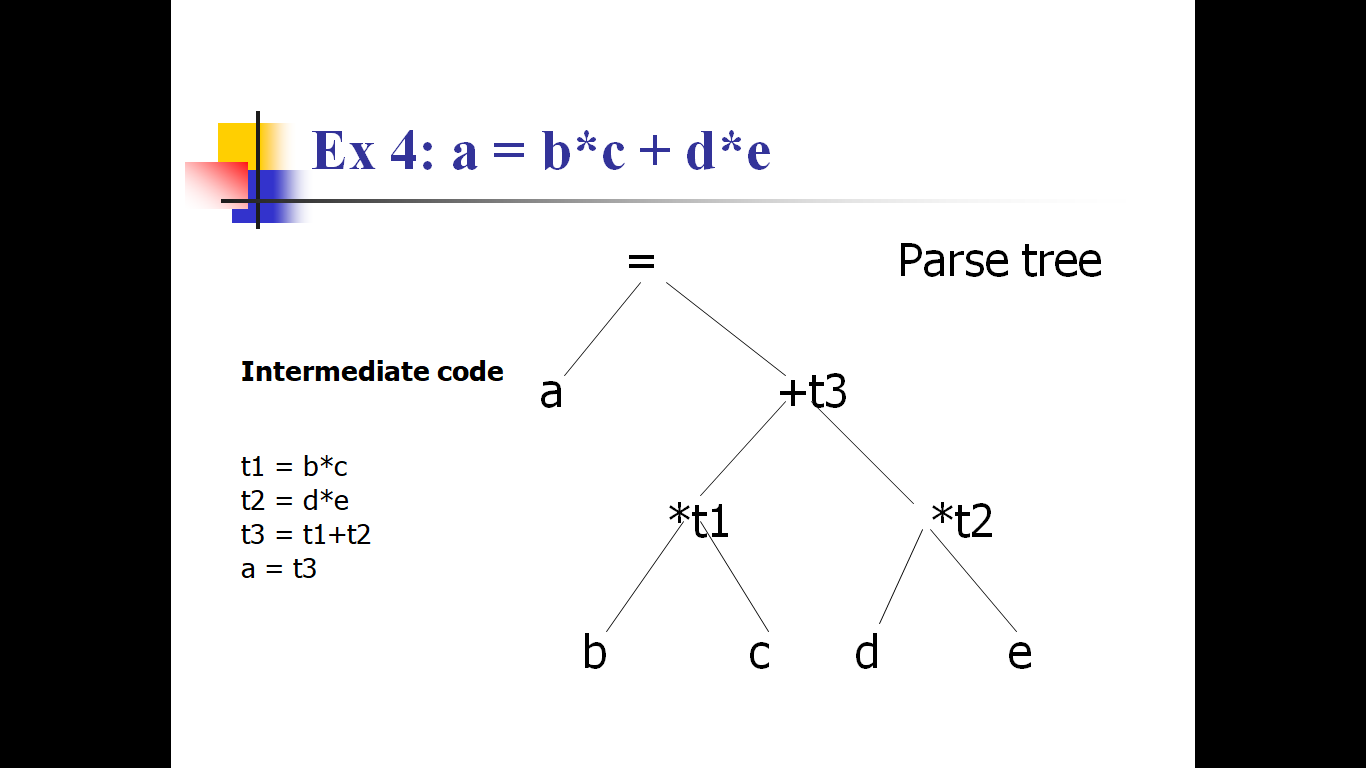 Ex 4: a = b*c + d*e
=
Parse tree
Intermediate code
a
+t3
t1 = b*c
t2 = d*e
t3 = t1+t2
a = t3
*t1
*t2
b
c
d
e